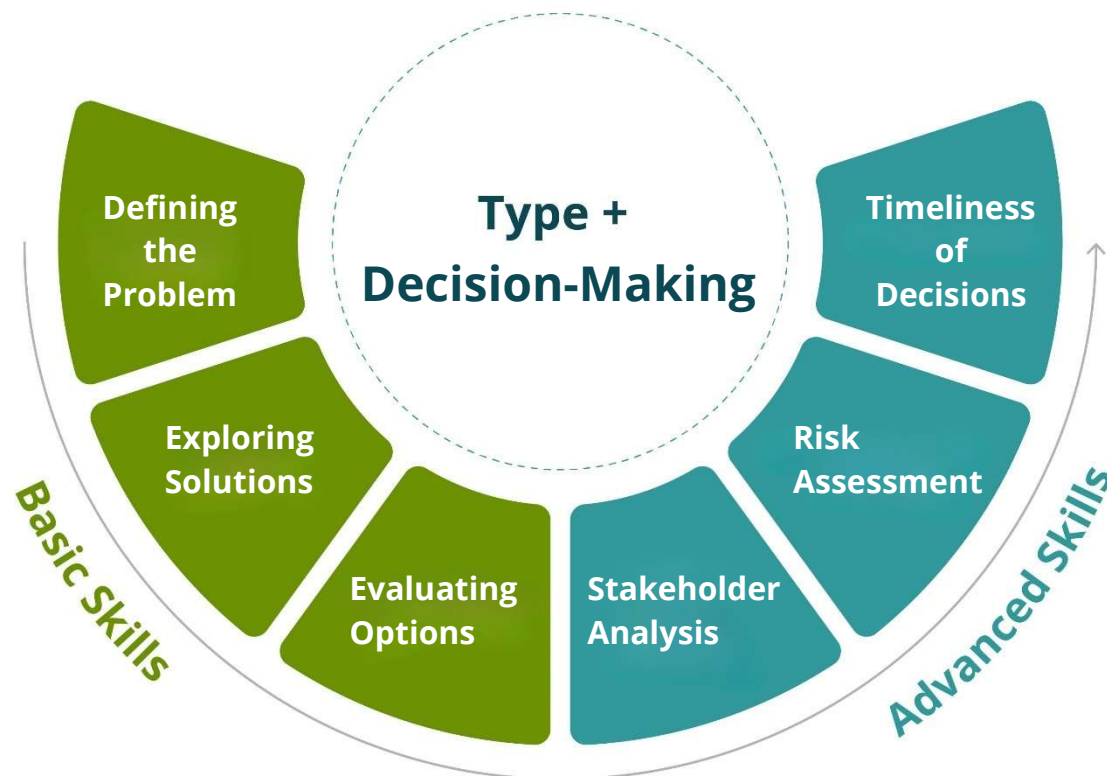 Type +
Decision-Making
Defining
the
Problem
Exploring
Solutions
Evaluating
Options
Stakeholder
Analysis
Risk
Assessment
Timeliness
of
Decisions
Basic Skills
Advanced Skills